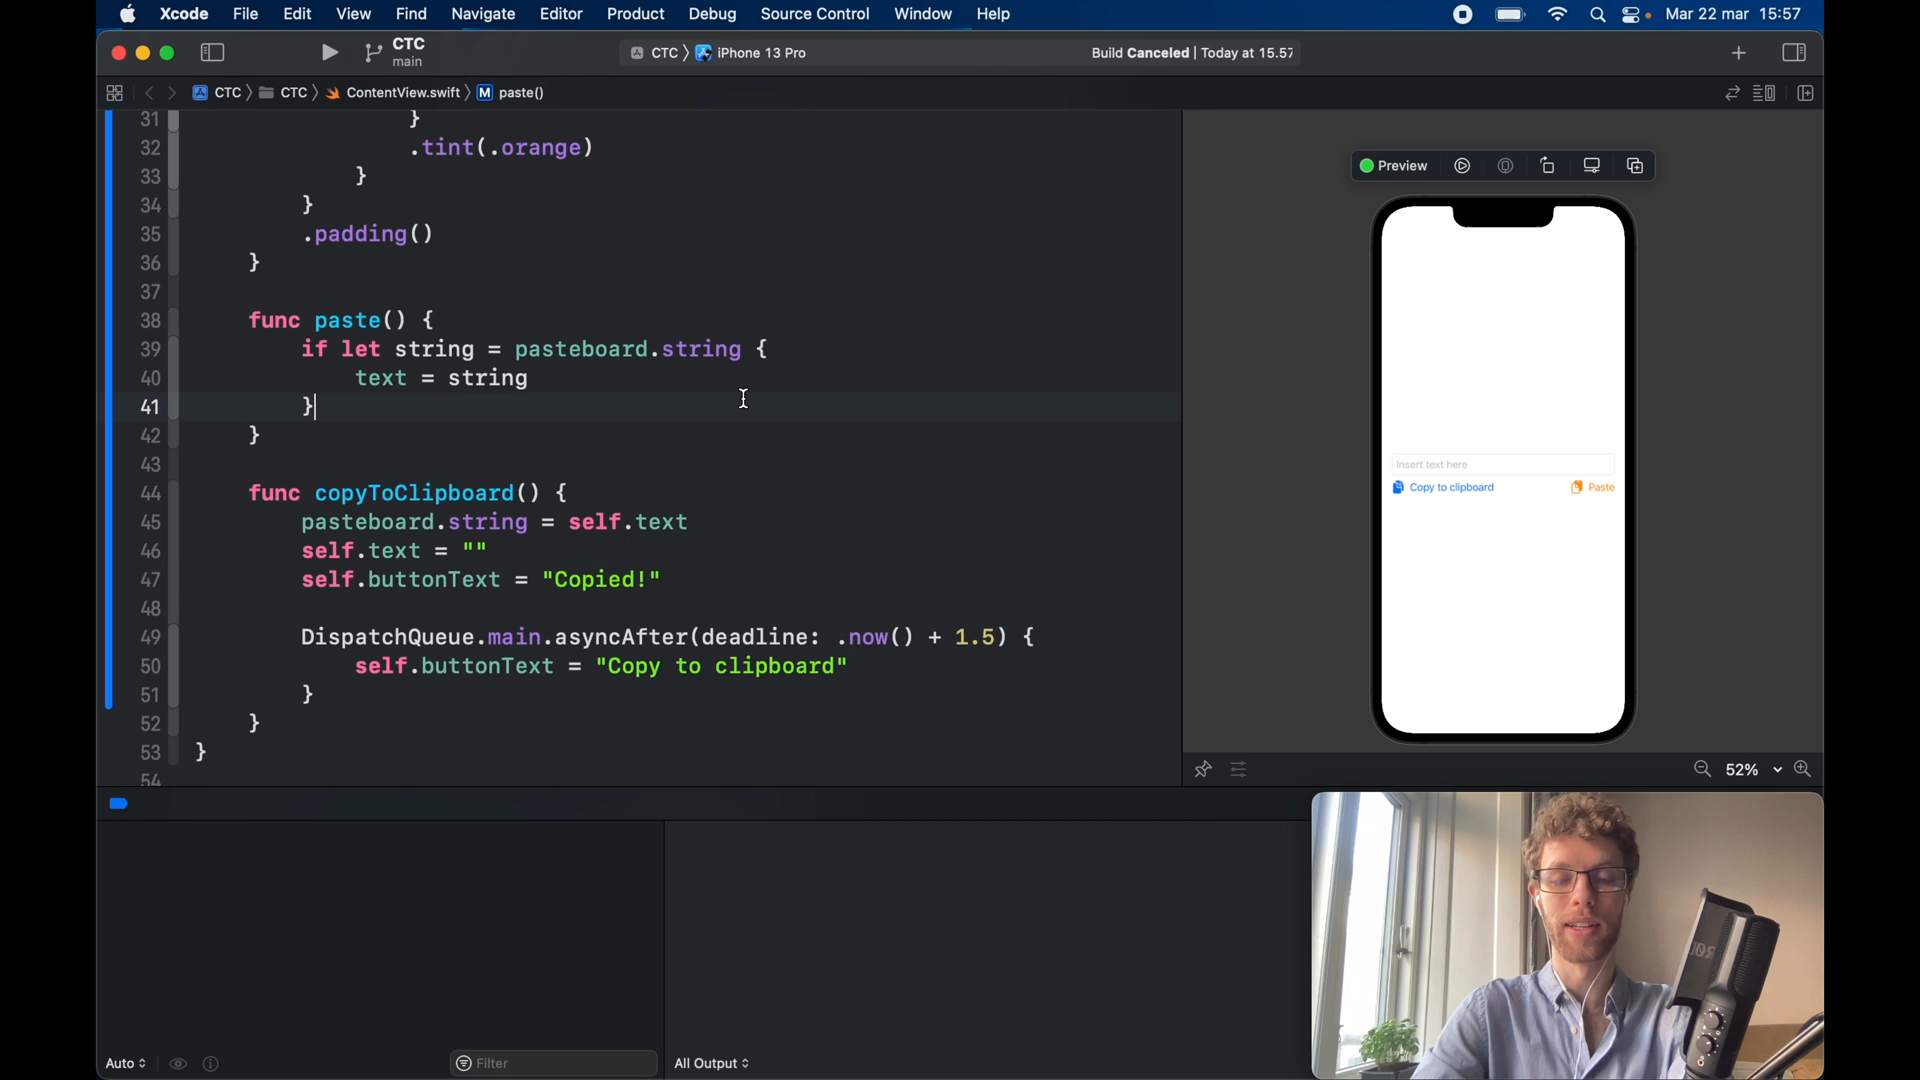 Xcode File Edit View Find Navigate Editor Product Debug Source Control Window Help Mar 22 mar 15:57
CTC
main
CTC iPhone 13 Pro
Build Canceled | Today at 15.57
CTC CTC ContentView.swift M paste()
31 }
32 .tint(.orange)
33 }
34 }
35 .padding()
36 }
37
38 func paste() {
39 if let string = pasteboard.string {
40 text = string
41 }
42 }
43
44 func copyToClipboard() {
45 pasteboard.string = self.text
46 self.text = ""
47 self.buttonText = "Copied!"
48
49 DispatchQueue.main.asyncAfter(deadline: .now() + 1.5) {
50 self.buttonText = "Copy to clipboard"
51 }
52 }
53 }
54
Preview
Insert text here
Copy to clipboard Paste
52%
Auto
Filter
All Output
RØDE